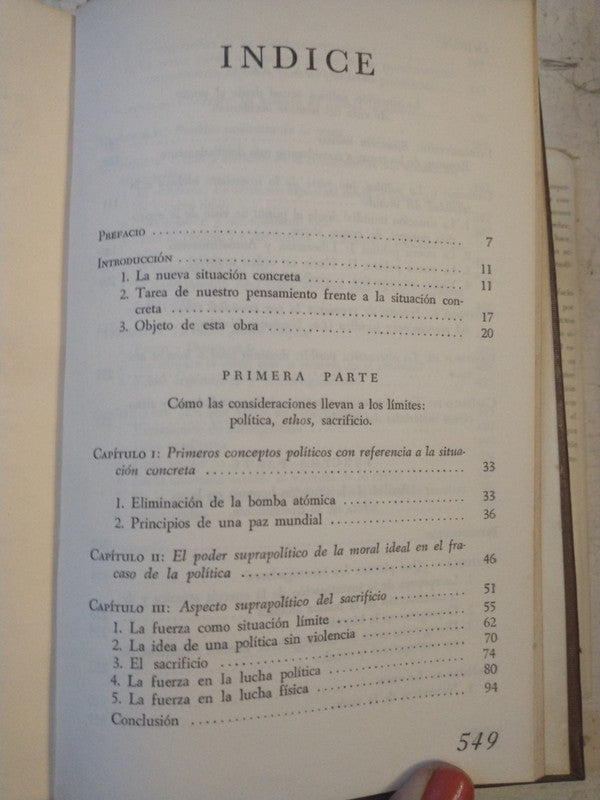 INDICE
PREFACIO ........ 7
INTRODUCCIÓN ........ 11
1. La nueva situación concreta ........ 11
2. Tarea de nuestro pensamiento frente a la situación con-
creta ........ 17
3. Objeto de esta obra ........ 20
PRIMERA PARTE
Cómo las consideraciones llevan a los límites:
política, ethos, sacrificio.
CAPÍTULO I: Primeros conceptos políticos con referencia a la situa-
ción concreta ........ 33
1. Eliminación de la bomba atómica ........ 33
2. Principios de una paz mundial ........ 36
CAPÍTULO II: El poder suprapolítico de la moral ideal en el fra-
caso de la política ........ 46
CAPÍTULO III: Aspecto suprapolítico del sacrificio ........ 51
1. La fuerza como situación límite ........ 55
2. La idea de una política sin violencia ........ 62
3. El sacrificio ........ 70
4. La fuerza en la lucha política ........ 74
5. La fuerza en la lucha física ........ 80
Conclusión ........ 94
549